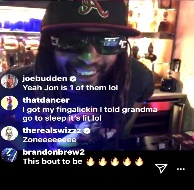 joebudden
Yeah Jon is 1 of them lol
thatdancer
I got my fingalickin I told grandma
go to sleep it's lit lol
therealswizzz
Zoneeeeeeee
brandonbrew2
This bout to be 🔥🔥🔥🔥🔥